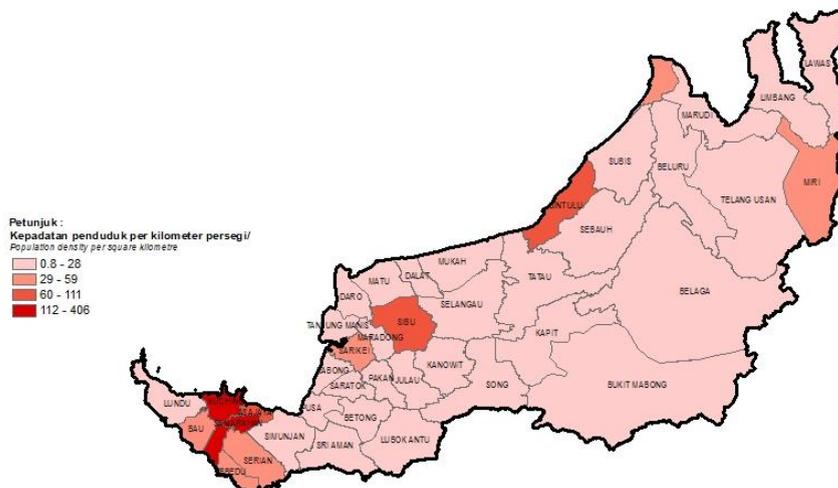 LAWAS
LIMBANG
MARUDI
SUBIS
BELURU
MIRI
TELANG USAN
SEBAUH
Petunjuk :
Kepadatan penduduk per kilometer persegi/
Population density per square kilometre
0.8 - 28
29 - 59
60 - 111
112 - 406
MUKAH
DALAT
MATU
TATAU
BELAGA
DARO
SELANGAU
SIBU
TANJUNG MANIS
MARADONG
KAPIT
SARIKEI
KANOWIT
PAKAN
JULAU
SARATOK
SONG
BUKIT MABONG
LUNDU
BETONG
BAU
SIMUNJAN
SRI AMAN
LUBOK ANTU
SERIAN